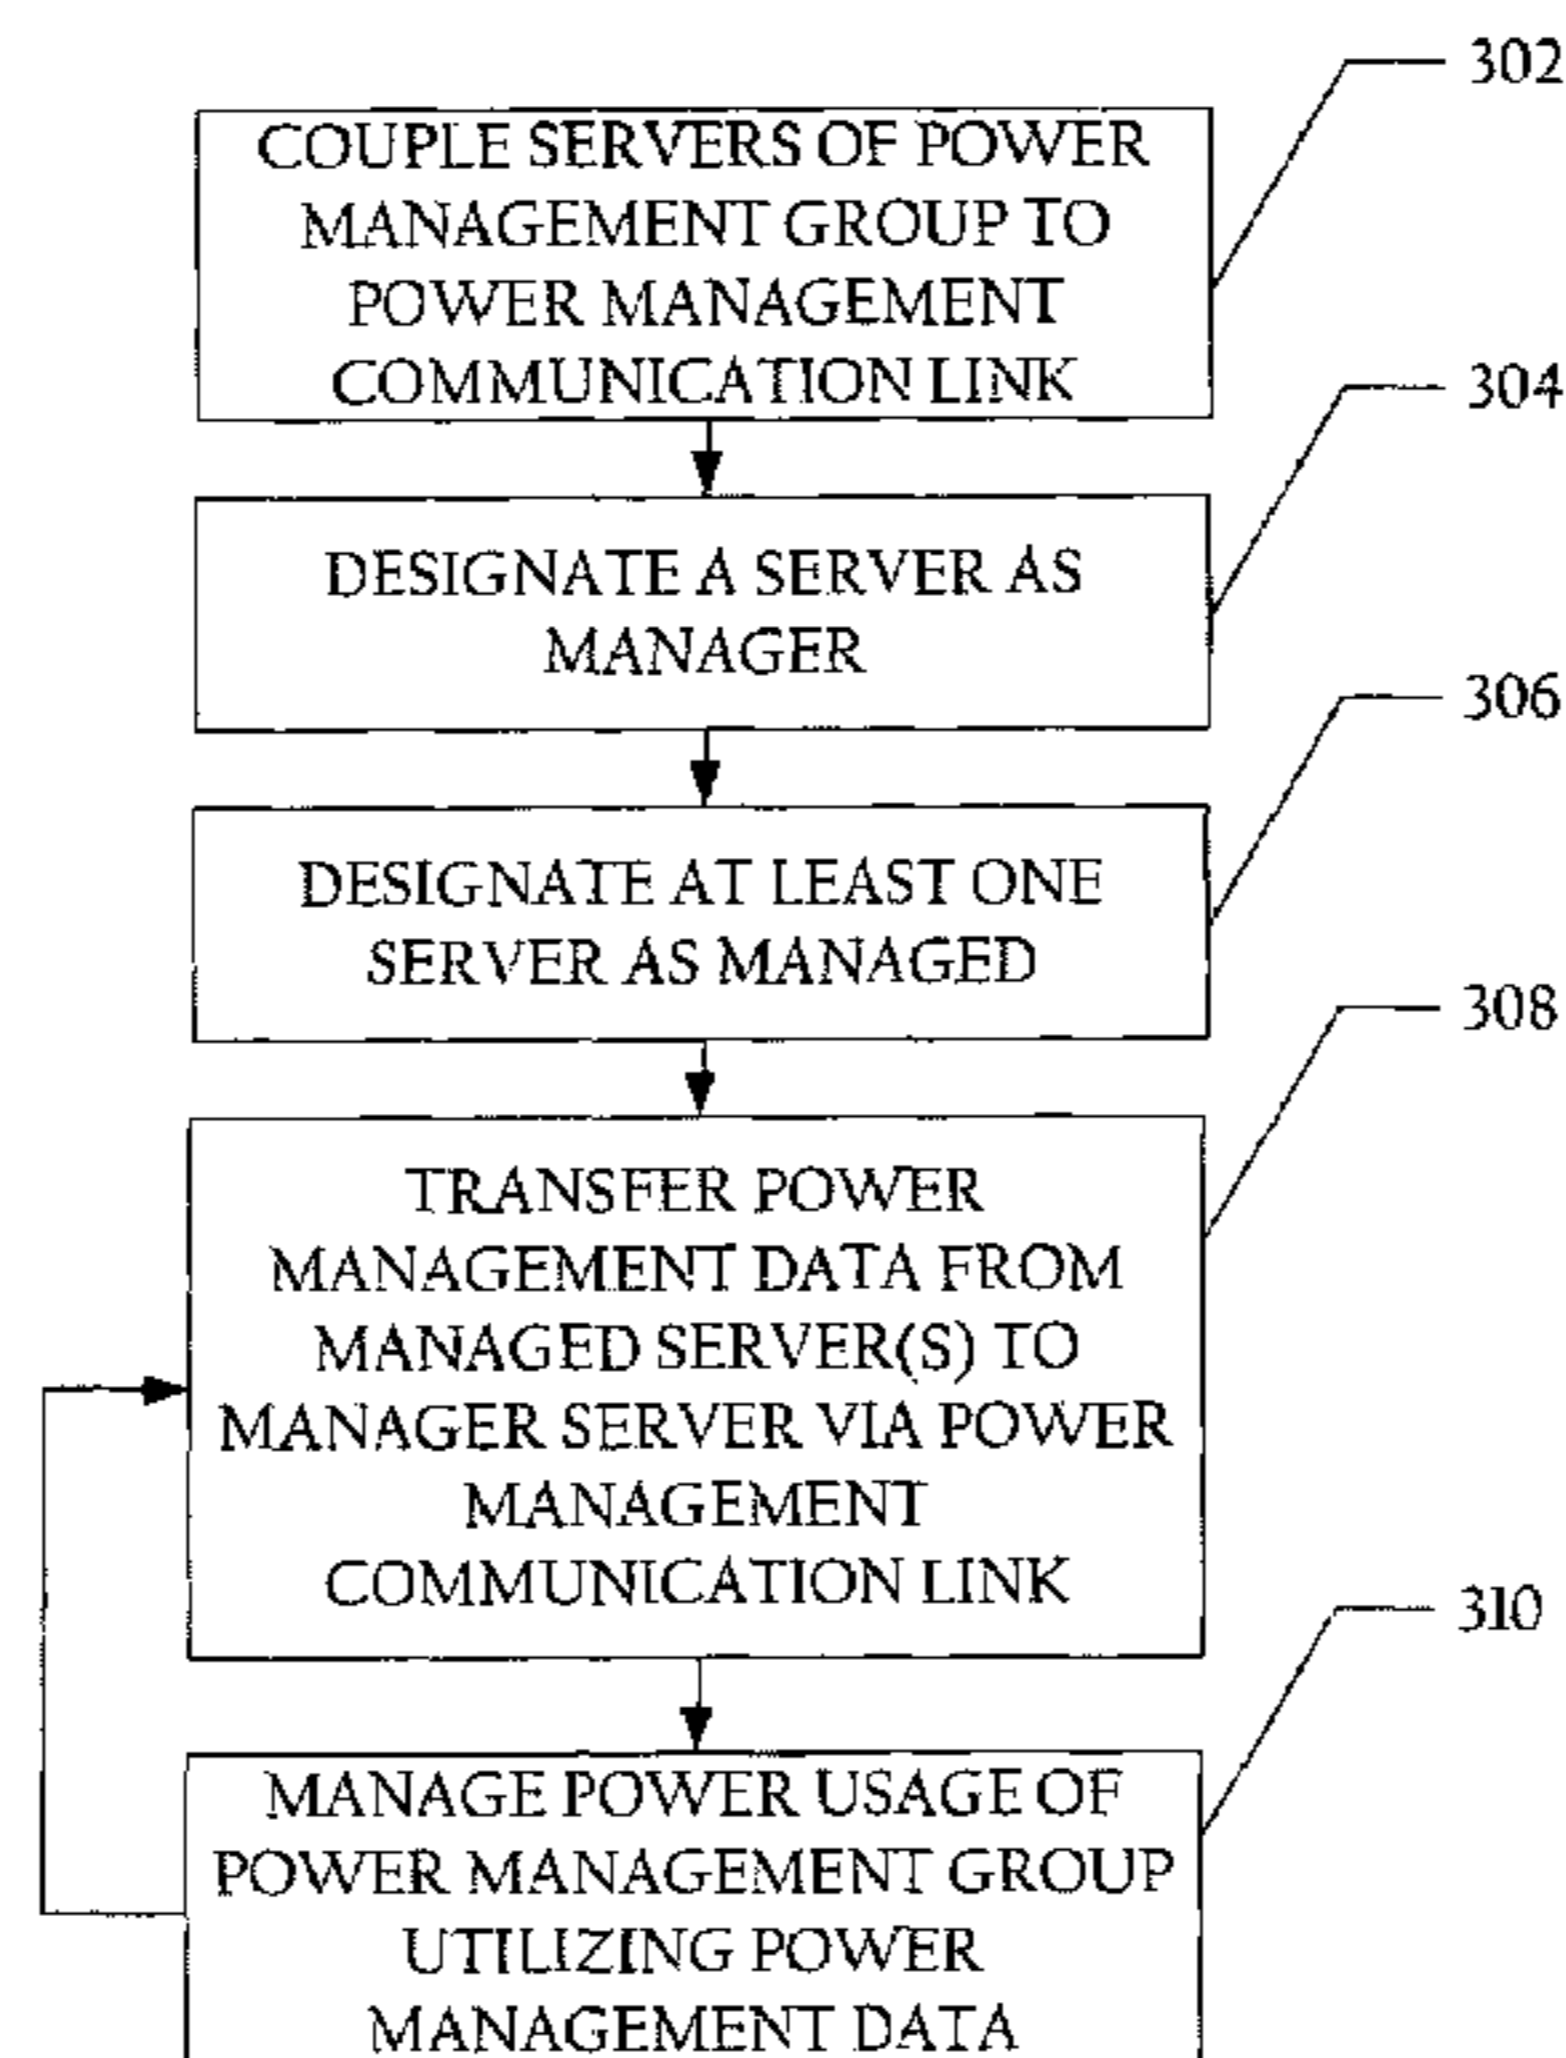 302
COUPLE SERVERS OF POWER
MANAGEMENT GROUP TO
POWER MANAGEMENT
COMMUNICATION LINK
304
DESIGNATE A SERVER AS
MANAGER
306
DESIGNATE AT LEAST ONE
SERVER AS MANAGED
308
TRANSFER POWER
MANAGEMENT DATA FROM
MANAGED SERVER(S) TO
MANAGER SERVER VIA POWER
MANAGEMENT
COMMUNICATION LINK
310
MANAGE POWER USAGE OF
POWER MANAGEMENT GROUP
UTILIZING POWER
MANAGEMENT DATA